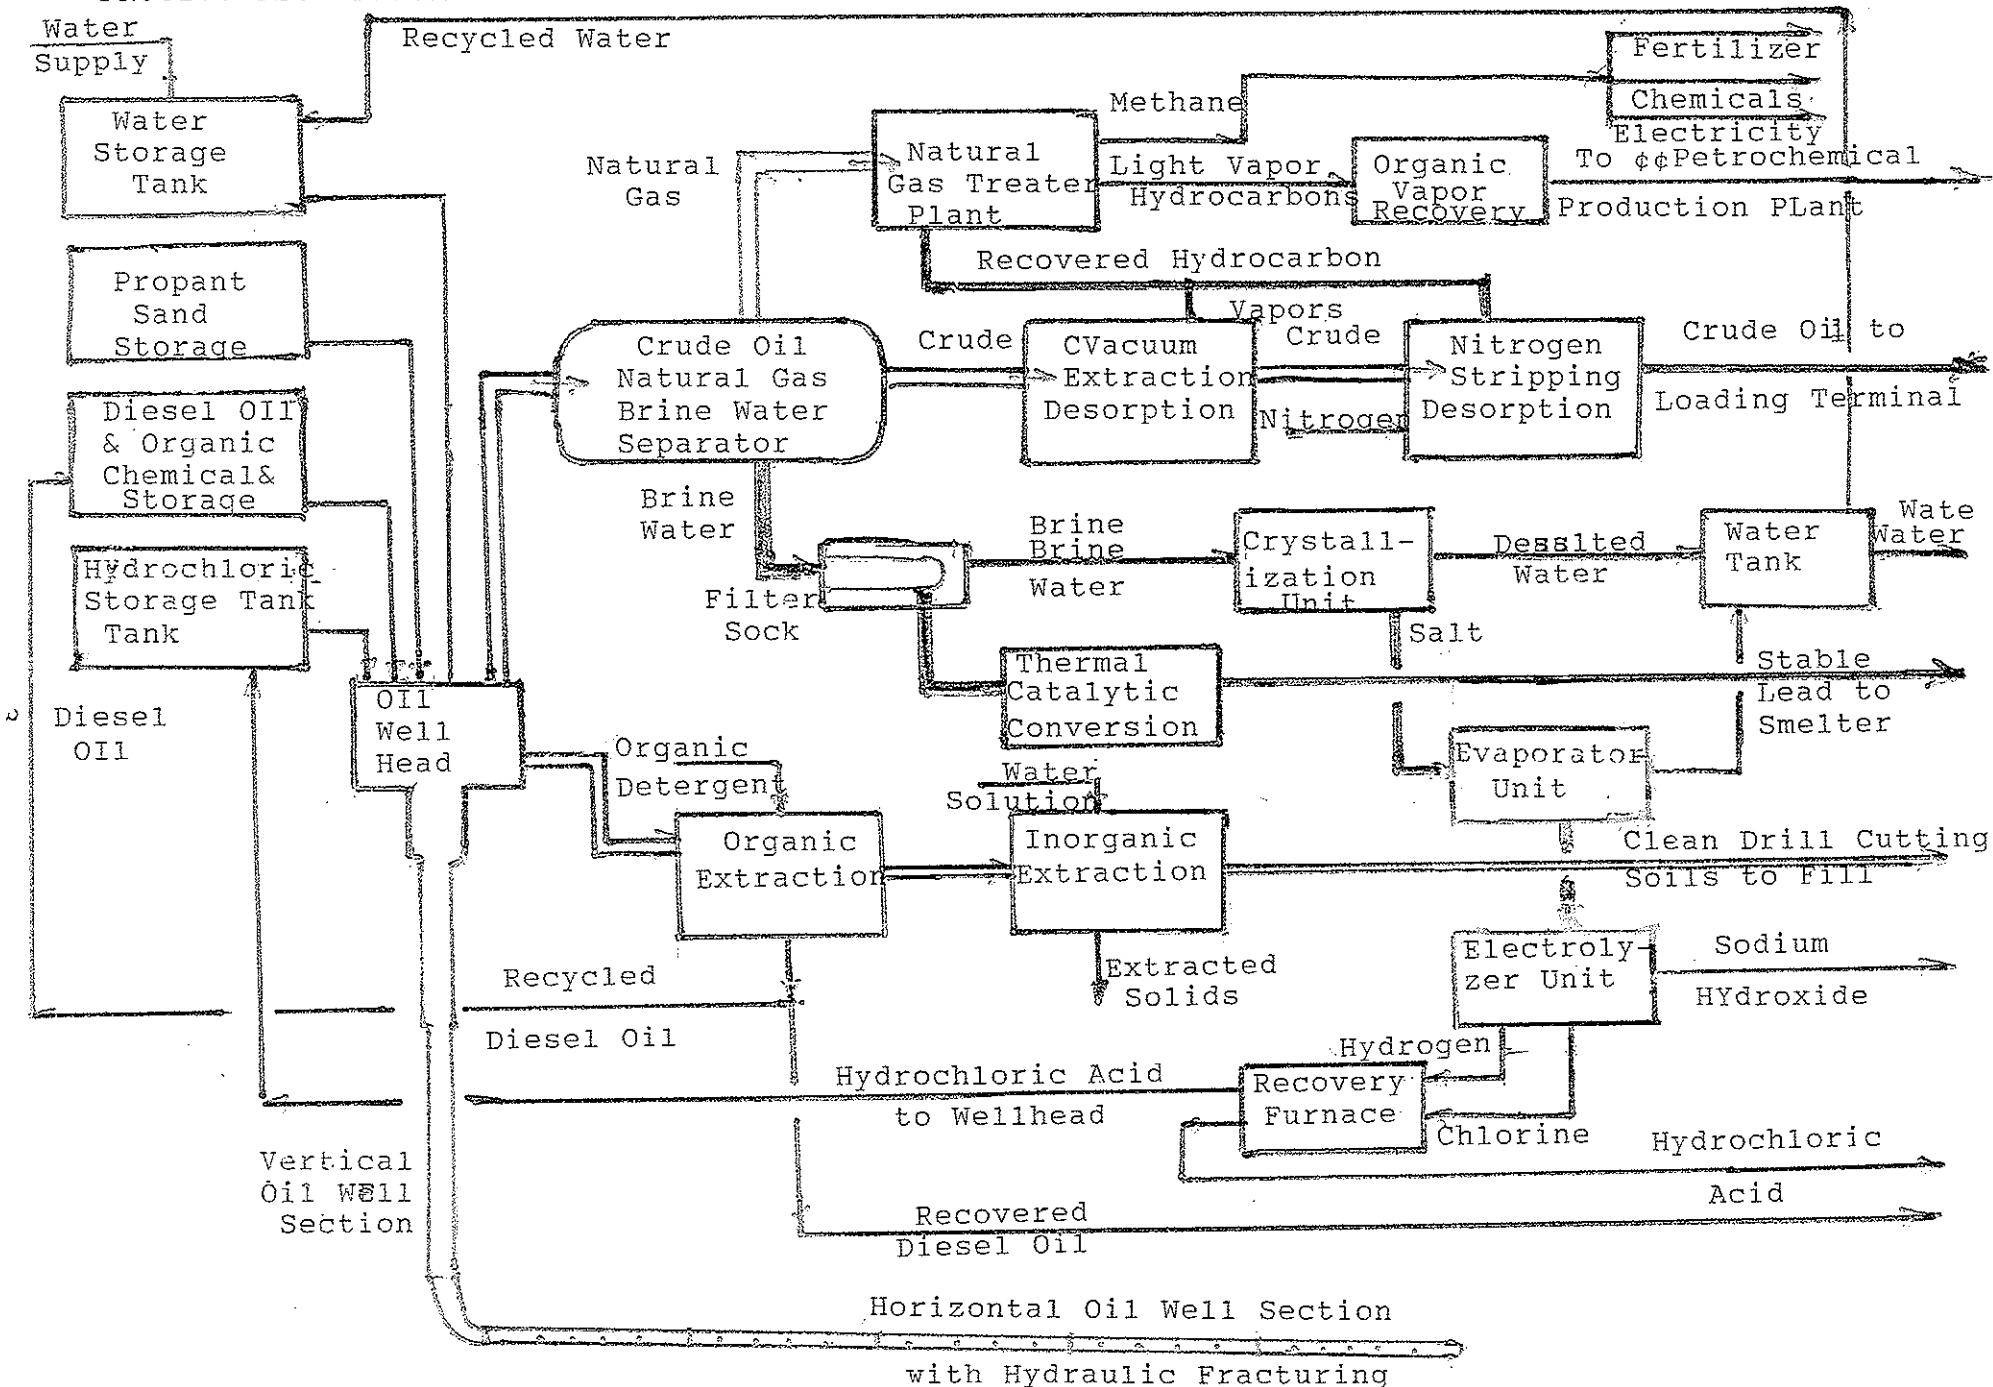 Water
Supply
Recycled Water
Fertilizer
Chemicals
Electricity
Water
Storage
Tank
Methane
Natural
Gas
Natural
Gas Treater
Plant
Light Vapor
Hydrocarbons
Organic
Vapor
Recovery
To ¢¢Petrochemical
Production PLant
Propant
Sand
Storage
Recovered Hydrocarbon
Vapors
Crude Oil
Natural Gas
Brine Water
Separator
Crude
CVacuum
Extraction
Desorption
Crude
Nitrogen
Nitrogen
Stripping
Desorption
Crude Oil to
Loading Terminal
Diesel OIl
& Organic
Chemical&
Storage
Brine
Water
Filter
Sock
Brine
Brine
Water
Crystall-
ization
Unit
Water
Water
Tank
Wate
Water
Hydrochloric
Storage Tank
Tank
Salt
Thermal
Catalytic
Conversion
Stable
Lead to
Smelter
Diesel
OIl
OIl
Well
Head
Organic
Detergent
Water
Solution
Evaporator
Unit
Organic
Extraction
Inorganic
Extraction
Clean Drill Cutting
Soils to Fill
Extracted
Solids
Electroly-
zer Unit
Sodium
HYdroxide
Recycled
Diesel Oil
Hydrogen
Hydrochloric Acid
to Wellhead
Recovery
Furnace
Chlorine
Hydrochloric
Acid
Vertical
Oil Well
Section
Recovered
Diesel Oil
Horizontal Oil Well Section
with Hydraulic Fracturing